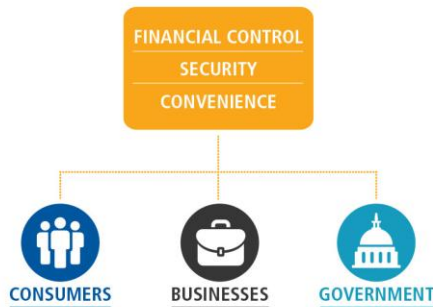 FINANCIAL CONTROL
SECURITY
CONVENIENCE
CONSUMERS
BUSINESSES
GOVERNMENT